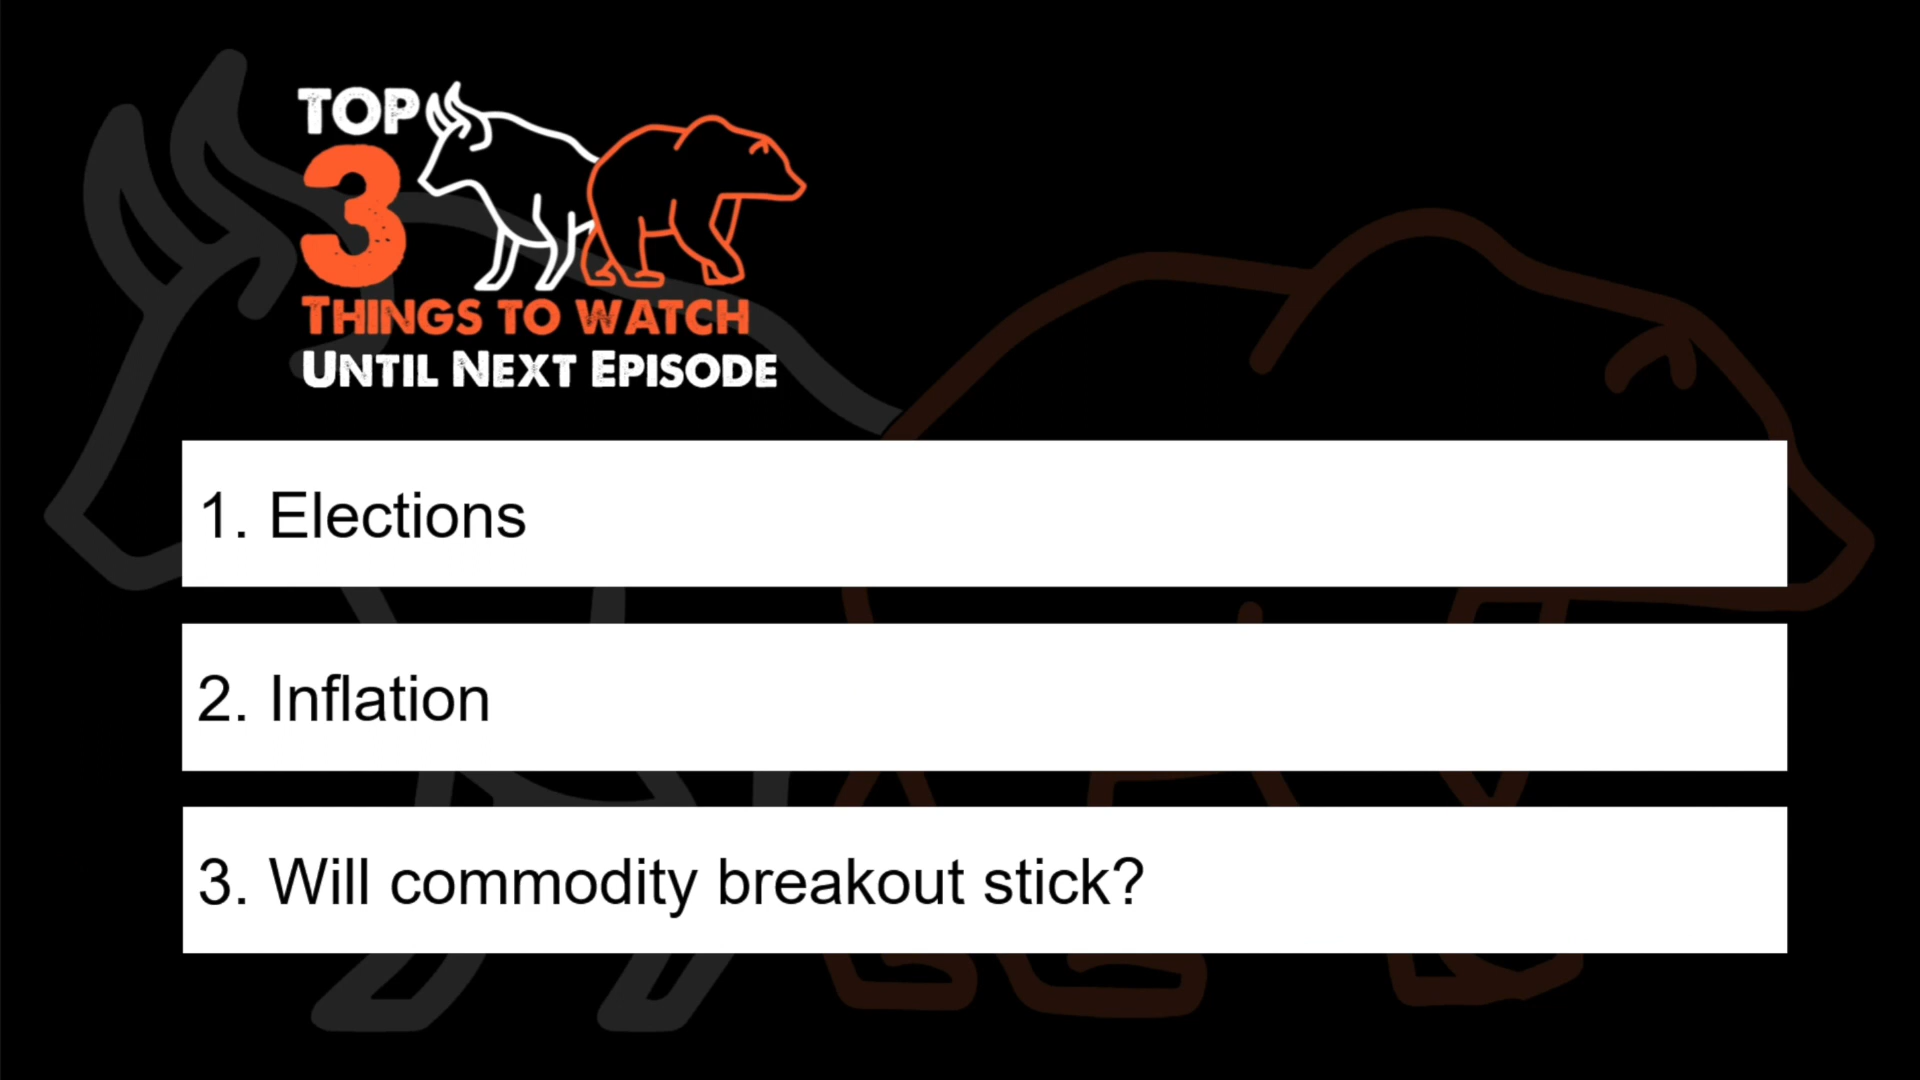 TOP
3
THINGS TO WATCH
UNTIL NEXT EPISODE
1. Elections
2. Inflation
3. Will commodity breakout stick?